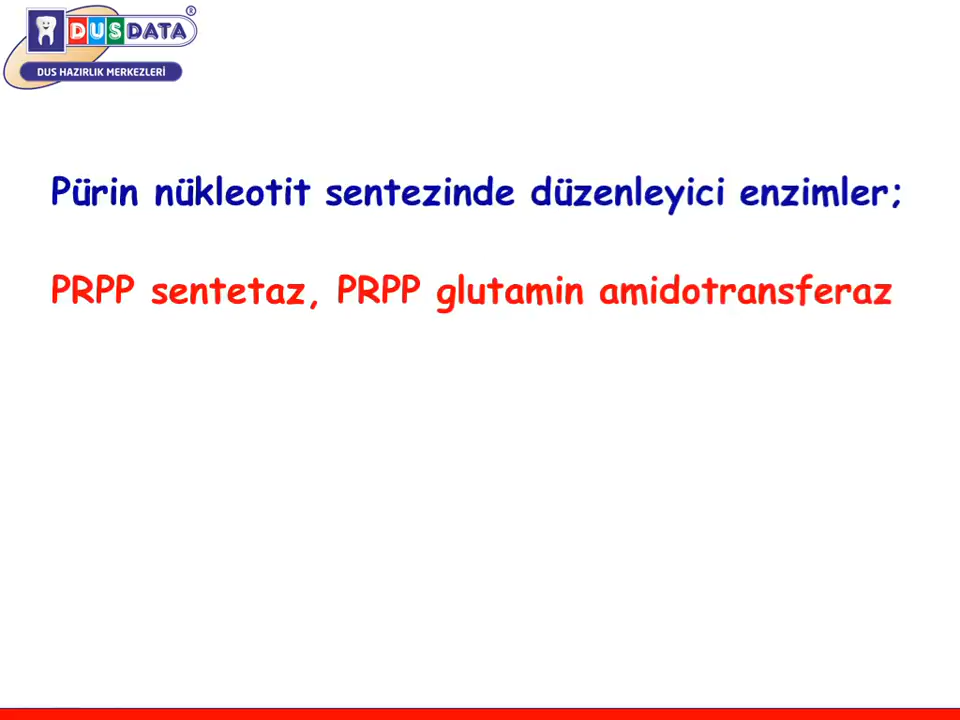 DUSDATA®
DUS HAZIRLIK MERKEZLERİ
Pürin nükleotit sentezinde düzenleyici enzimler;
PRPP sentetaz, PRPP glutamin amidotransferaz